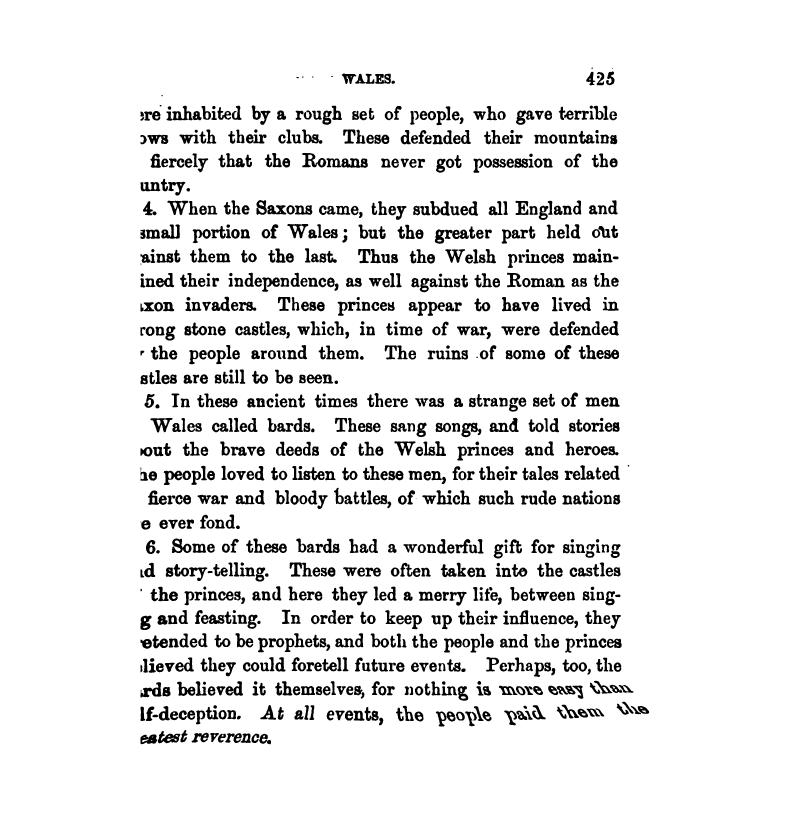 WALES. 425
ere inhabited by a rough set of people, who gave terrible
ows with their clubs. These defended their mountains
fiercely that the Romans never got possession of the
untry.
4. When the Saxons came, they subdued all England and
small portion of Wales; but the greater part held out
ainst them to the last. Thus the Welsh princes main-
ined their independence, as well against the Roman as the
axon invaders. These princes appear to have lived in
rong stone castles, which, in time of war, were defended
the people around them. The ruins of some of these
stles are still to be seen.
5. In these ancient times there was a strange set of men
Wales called bards. These sang songs, and told stories
out the brave deeds of the Welsh princes and heroes.
he people loved to listen to these men, for their tales related
fierce war and bloody battles, of which such rude nations
e ever fond.
6. Some of these bards had a wonderful gift for singing
nd story-telling. These were often taken into the castles
the princes, and here they led a merry life, between sing-
g and feasting. In order to keep up their influence, they
etended to be prophets, and both the people and the princes
lieved they could foretell future events. Perhaps, too, the
rds believed it themselves, for nothing is more easy than
lf-deception. At all events, the people paid them the
eatest reverence.